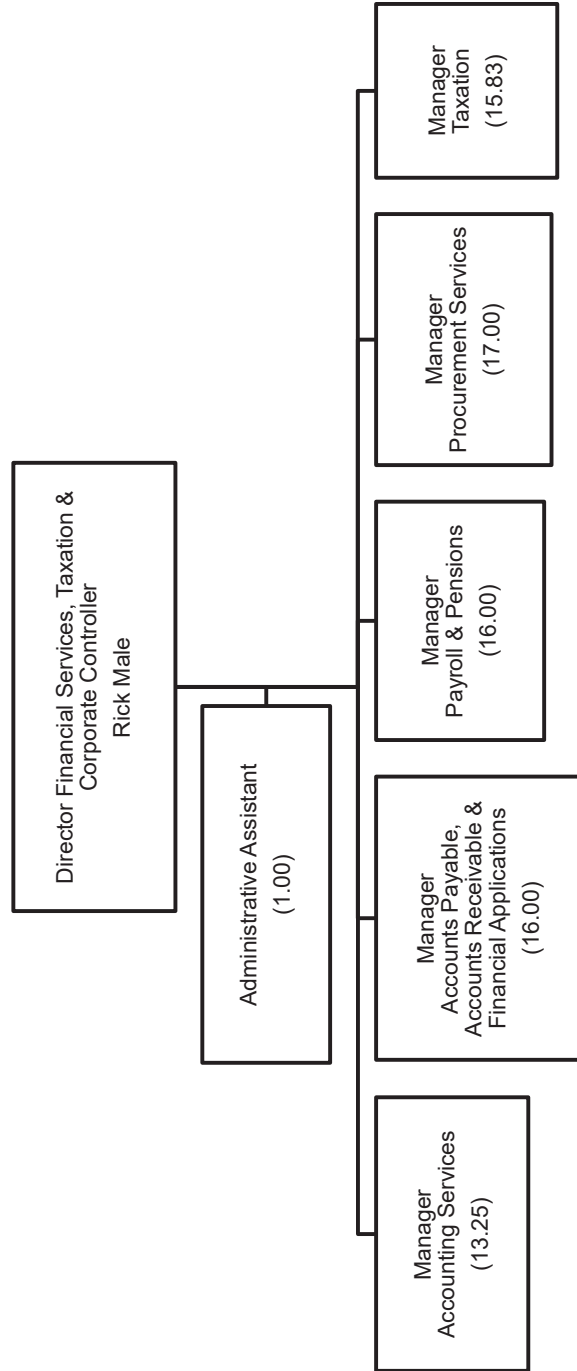 Director Financial Services, Taxation &
Corporate Controller
Rick Male
Administrative Assistant
(1.00)
Manager
Accounting Services
(13.25)
Manager
Accounts Payable,
Accounts Receivable &
Financial Applications
(16.00)
Manager
Payroll & Pensions
(16.00)
Manager
Procurement Services
(17.00)
Manager
Taxation
(15.83)